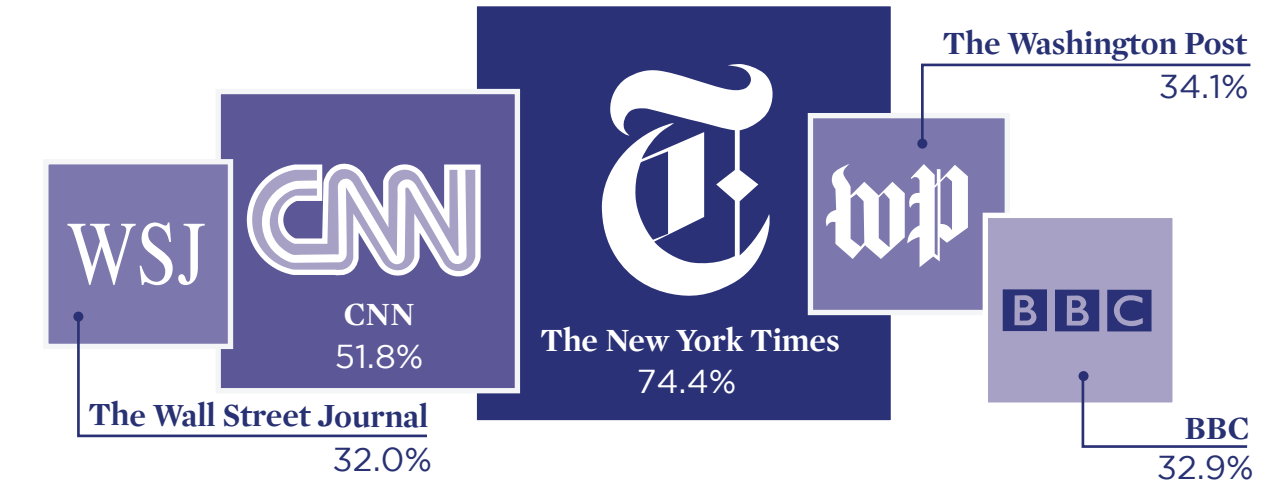 WSJ
The Wall Street Journal
32.0%
CNN
CNN
51.8%
T
The New York Times
74.4%
wp
The Washington Post
34.1%
BBC
BBC
32.9%